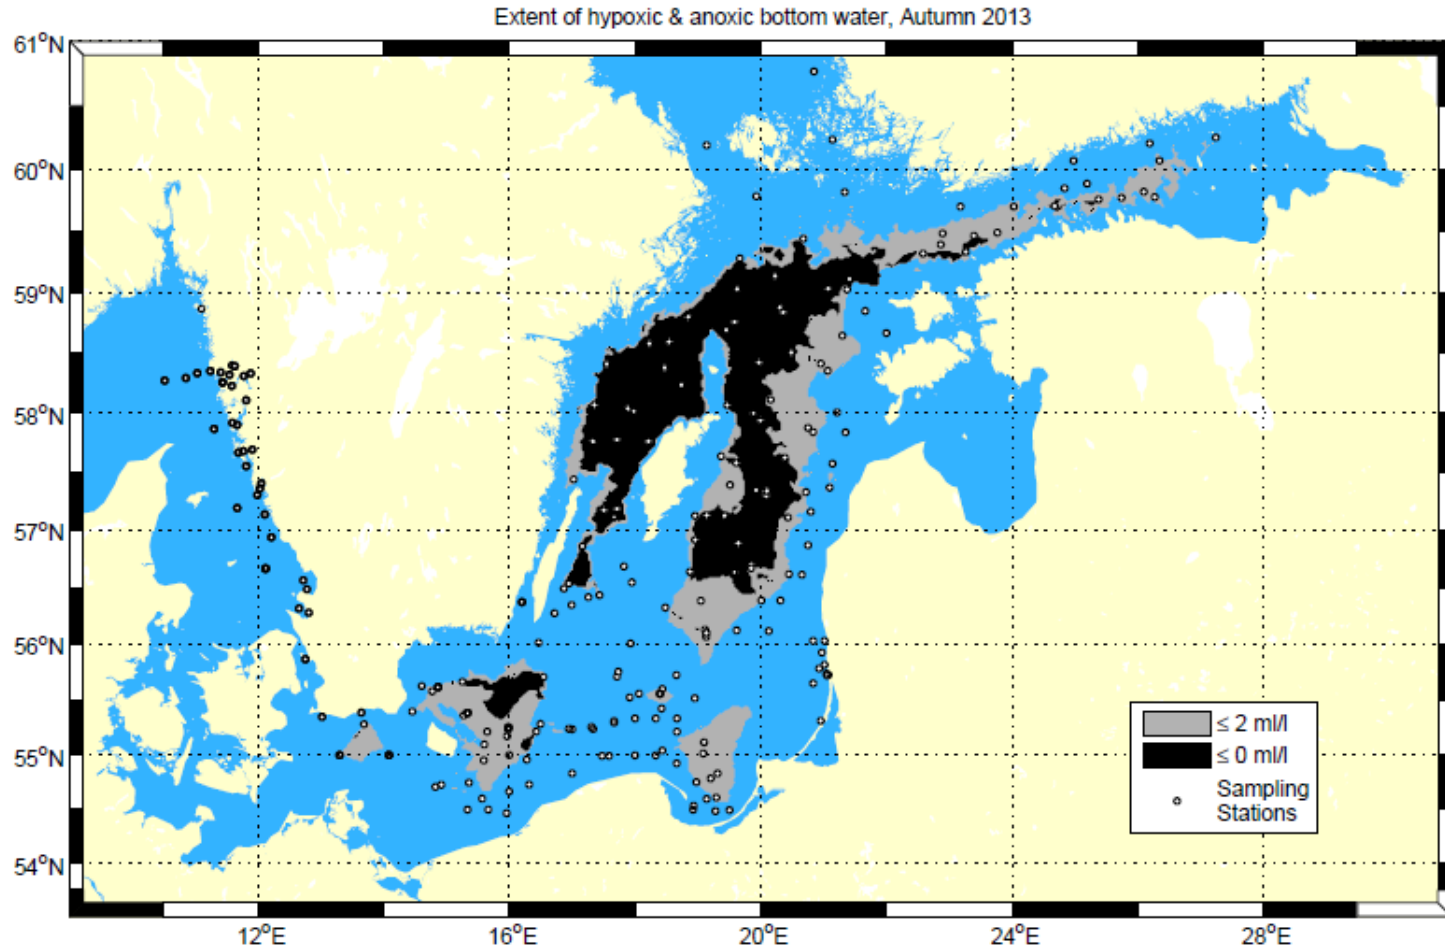 Extent of hypoxic & anoxic bottom water, Autumn 2013
61°N
60°N
59°N
58°N
57°N
56°N
55°N
54°N
12°E
16°E
20°E
24°E
28°E
≤ 2 ml/l
≤ 0 ml/l
Sampling
Stations